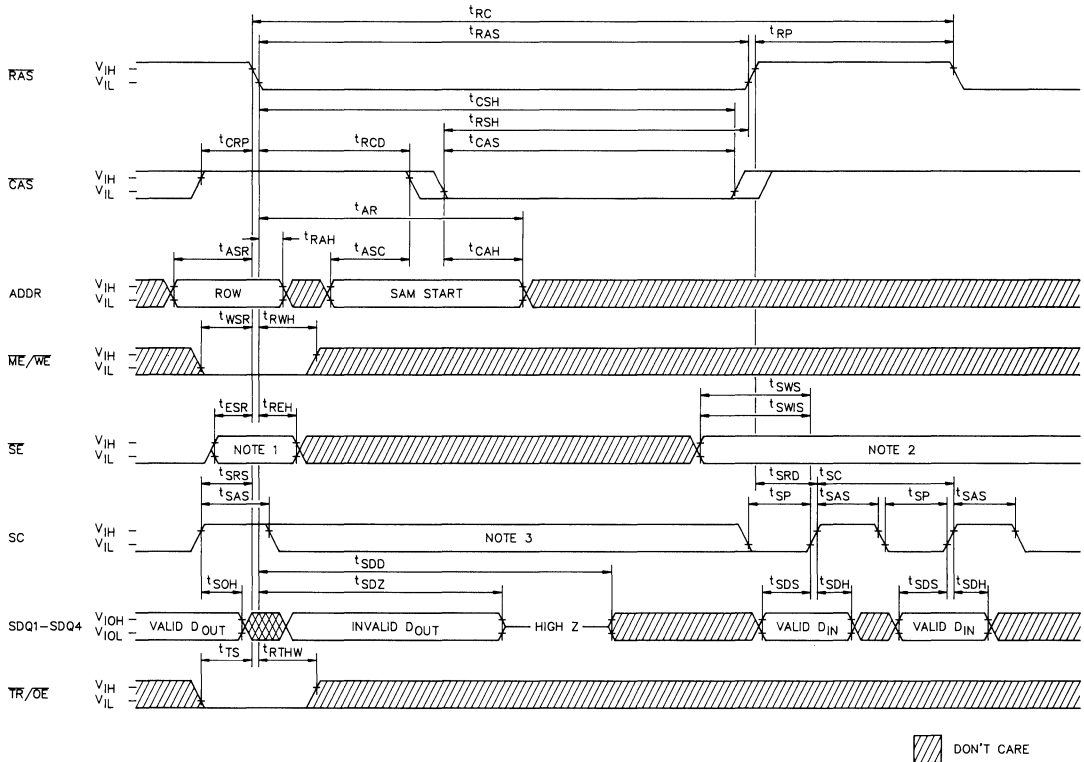 tRC
tRAS
tRP
RAS VIH
VIL
tCSH
tRSH
tCRP tRCD tCAS
CAS VIH
VIL
tAR
tRAH
tASR tASC tCAH
ADDR VIH
VIL
ROW SAM START
tWSR tRWH
ME/WE VIH
VIL
tSWS
tESR tREH tSWIS
SE VIH
VIL
NOTE 1 NOTE 2
tSRS tSRD tSC
tSAS tSP tSAS tSP tSAS
SC VIH
VIL
NOTE 3
tSDD
tSOH tSDZ tSDS tSDH tSDS tSDH
SDQ1-SDQ4 VIOH
VIOL
VALID DOUT INVALID DOUT HIGH Z VALID DIN VALID DIN
tTS tRTHW
TR/OE VIH
VIL
DON'T CARE